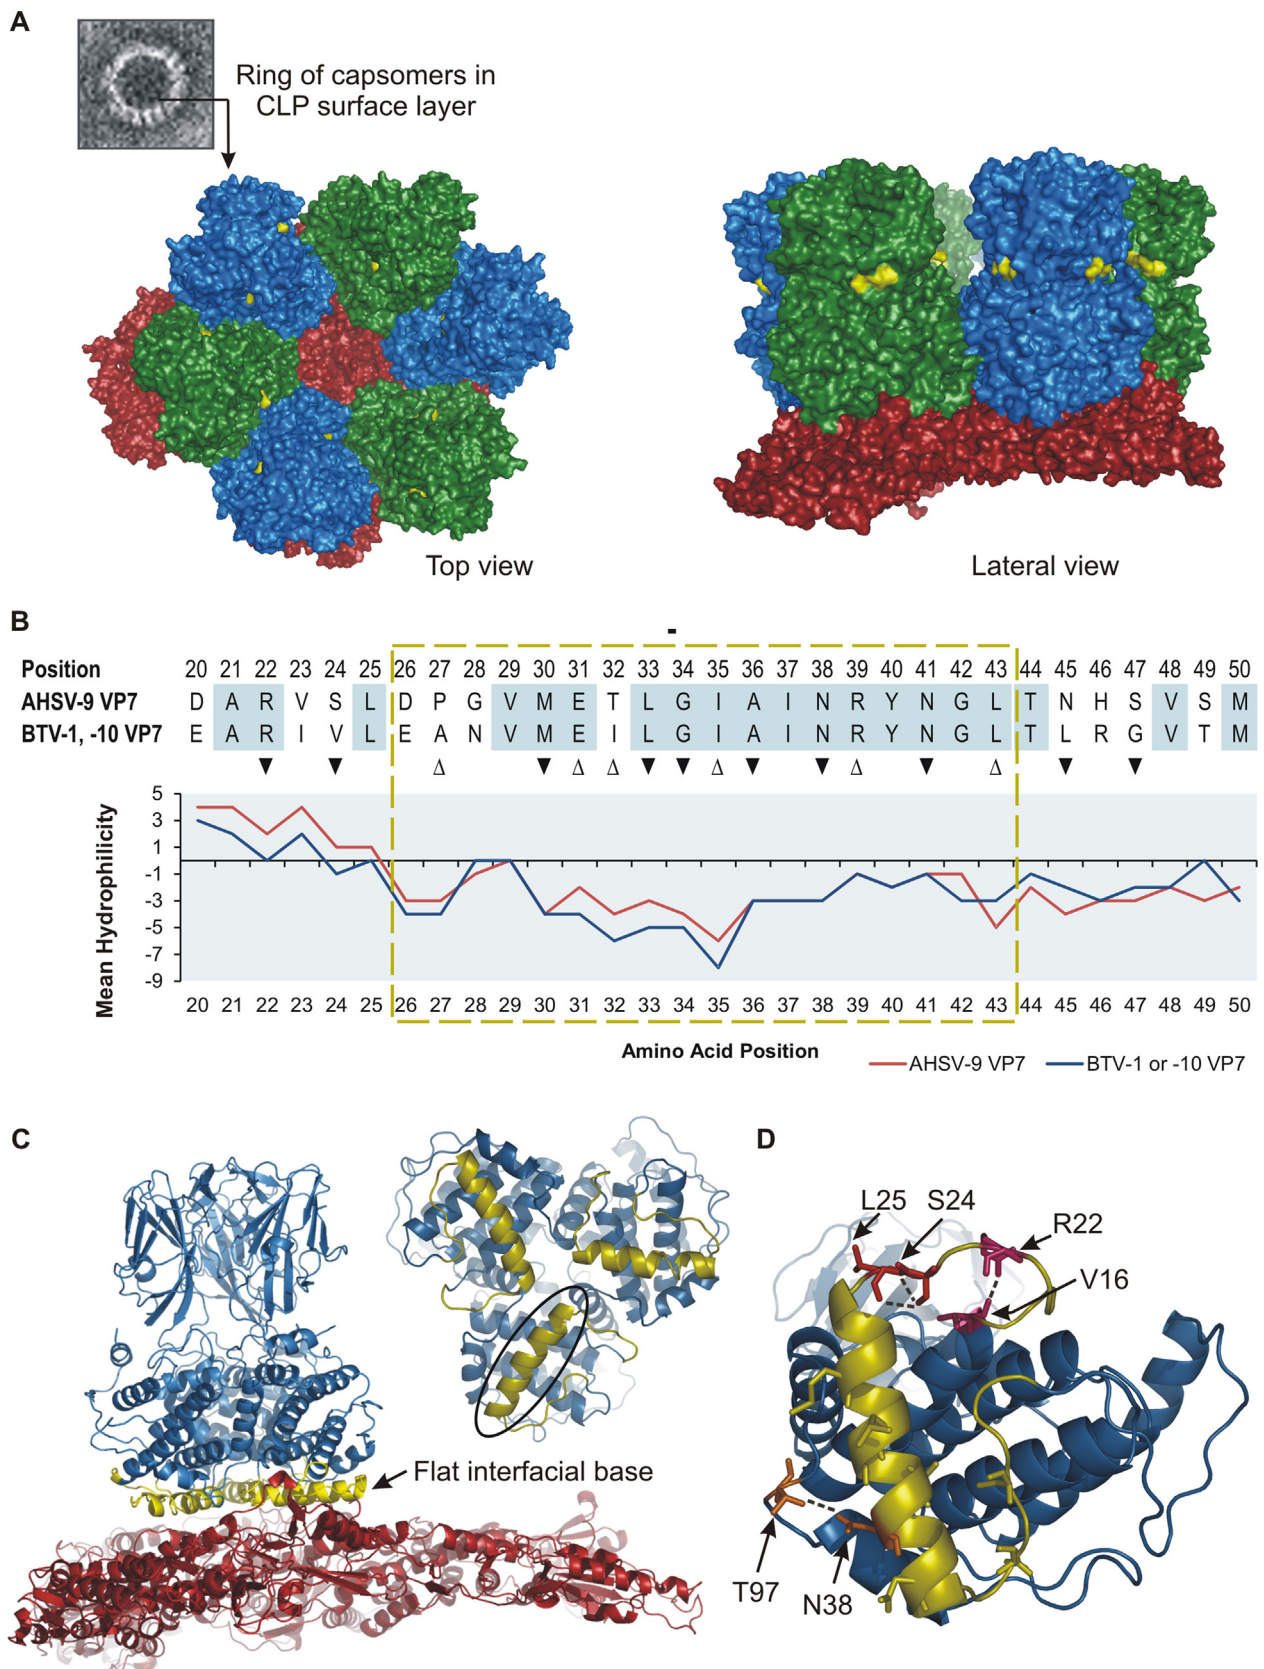 A
Ring of capsomers in
CLP surface layer
Top view
Lateral view
B
-
Position 20 21 22 23 24 25 26 27 28 29 30 31 32 33 34 35 36 37 38 39 40 41 42 43 44 45 46 47 48 49 50
AHSV-9 VP7 D A R V S L D P G V M E T L G I A I N R Y N G L T N H S V S M
BTV-1, -10 VP7 E A R I V L E A N V M E I L G I A I N R Y N G L T L R G V T M
▼ ▼ Δ ▼ Δ Δ ▼ ▼ Δ ▼ ▼ Δ ▼ Δ ▼ ▼
Mean Hydrophilicity
5
3
1
-1
-3
-5
-7
-9
20 21 22 23 24 25 26 27 28 29 30 31 32 33 34 35 36 37 38 39 40 41 42 43 44 45 46 47 48 49 50
Amino Acid Position
AHSV-9 VP7 BTV-1 or -10 VP7
C
Flat interfacial base
D
L25 S24
R22
V16
T97
N38